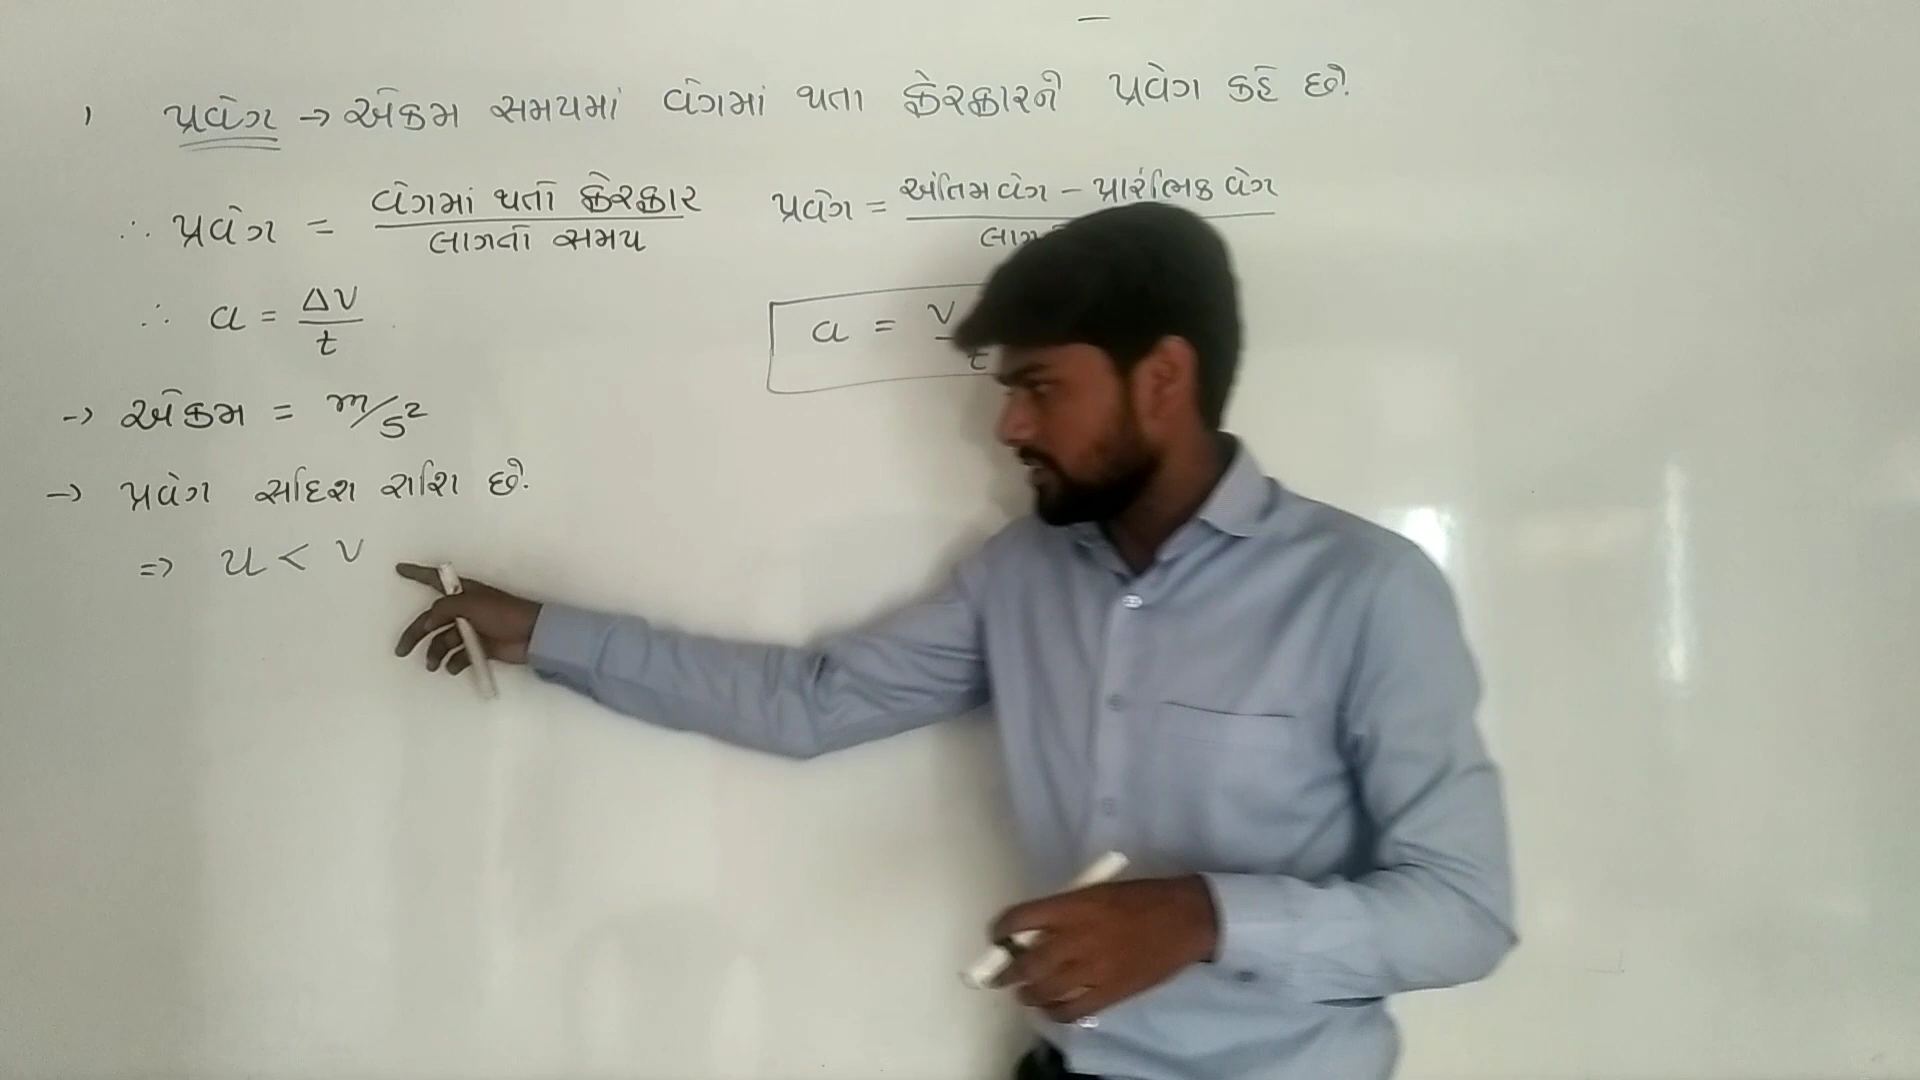 પ્રવેગ → એકમ સમયમાં વેગમાં થતા ફેરફારને પ્રવેગ કહે છે.
∴ પ્રવેગ = વેગમાં થતો ફેરફાર / લાગતો સમય
પ્રવેગ = અંતિમ વેગ - પ્રારંભિક વેગ
∴ a = Δv / t
a = v / t
→ એકમ = m/s²
→ પ્રવેગ સદિશ રાશિ છે.
⇒ u < v